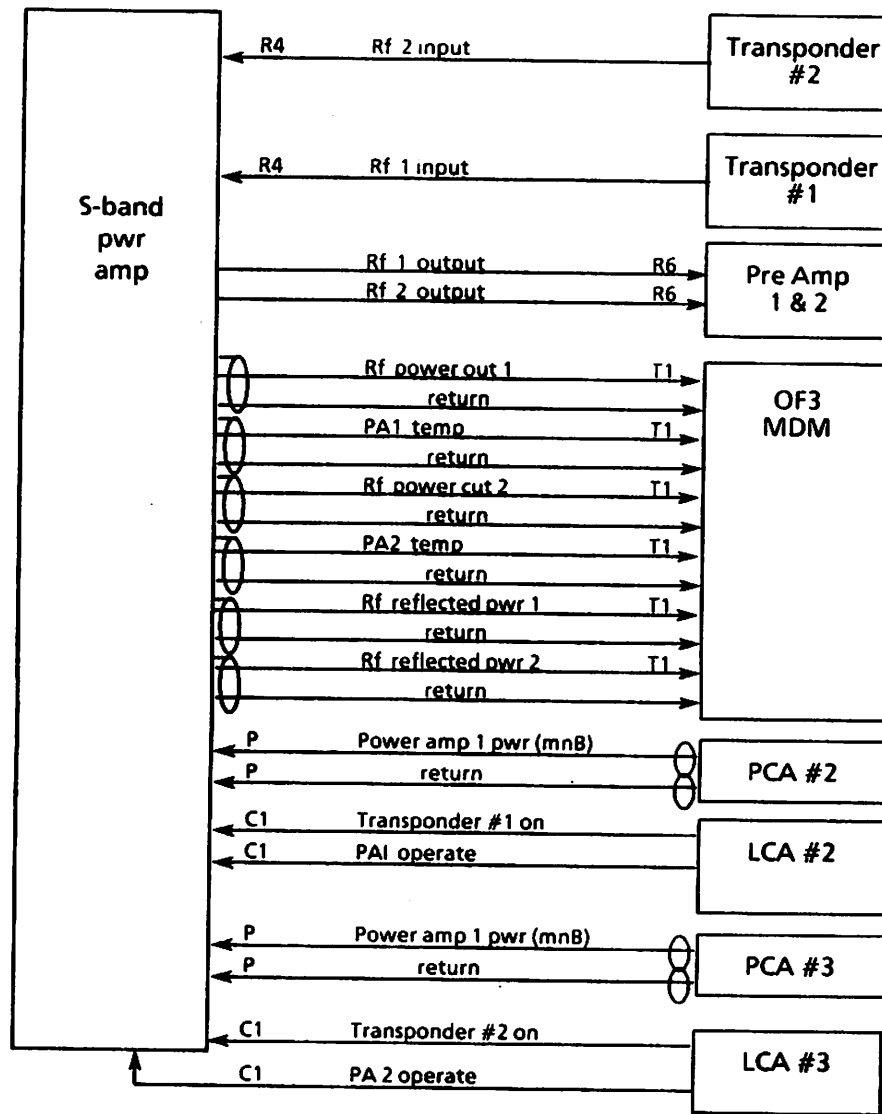 R4 Rf 2 input Transponder #2
R4 Rf 1 input Transponder #1
S-band pwr amp
Rf 1 output R6 Pre Amp 1 & 2
Rf 2 output R6
Rf power out 1 T1 OF3 MDM
return
PA1 temp T1
return
Rf power cut 2 T1
return
PA2 temp T1
return
Rf reflected pwr 1 T1
return
Rf reflected pwr 2 T1
return
P Power amp 1 pwr (mnB) PCA #2
P return
C1 Transponder #1 on LCA #2
C1 PAI operate
P Power amp 1 pwr (mnB) PCA #3
P return
C1 Transponder #2 on LCA #3
C1 PA 2 operate